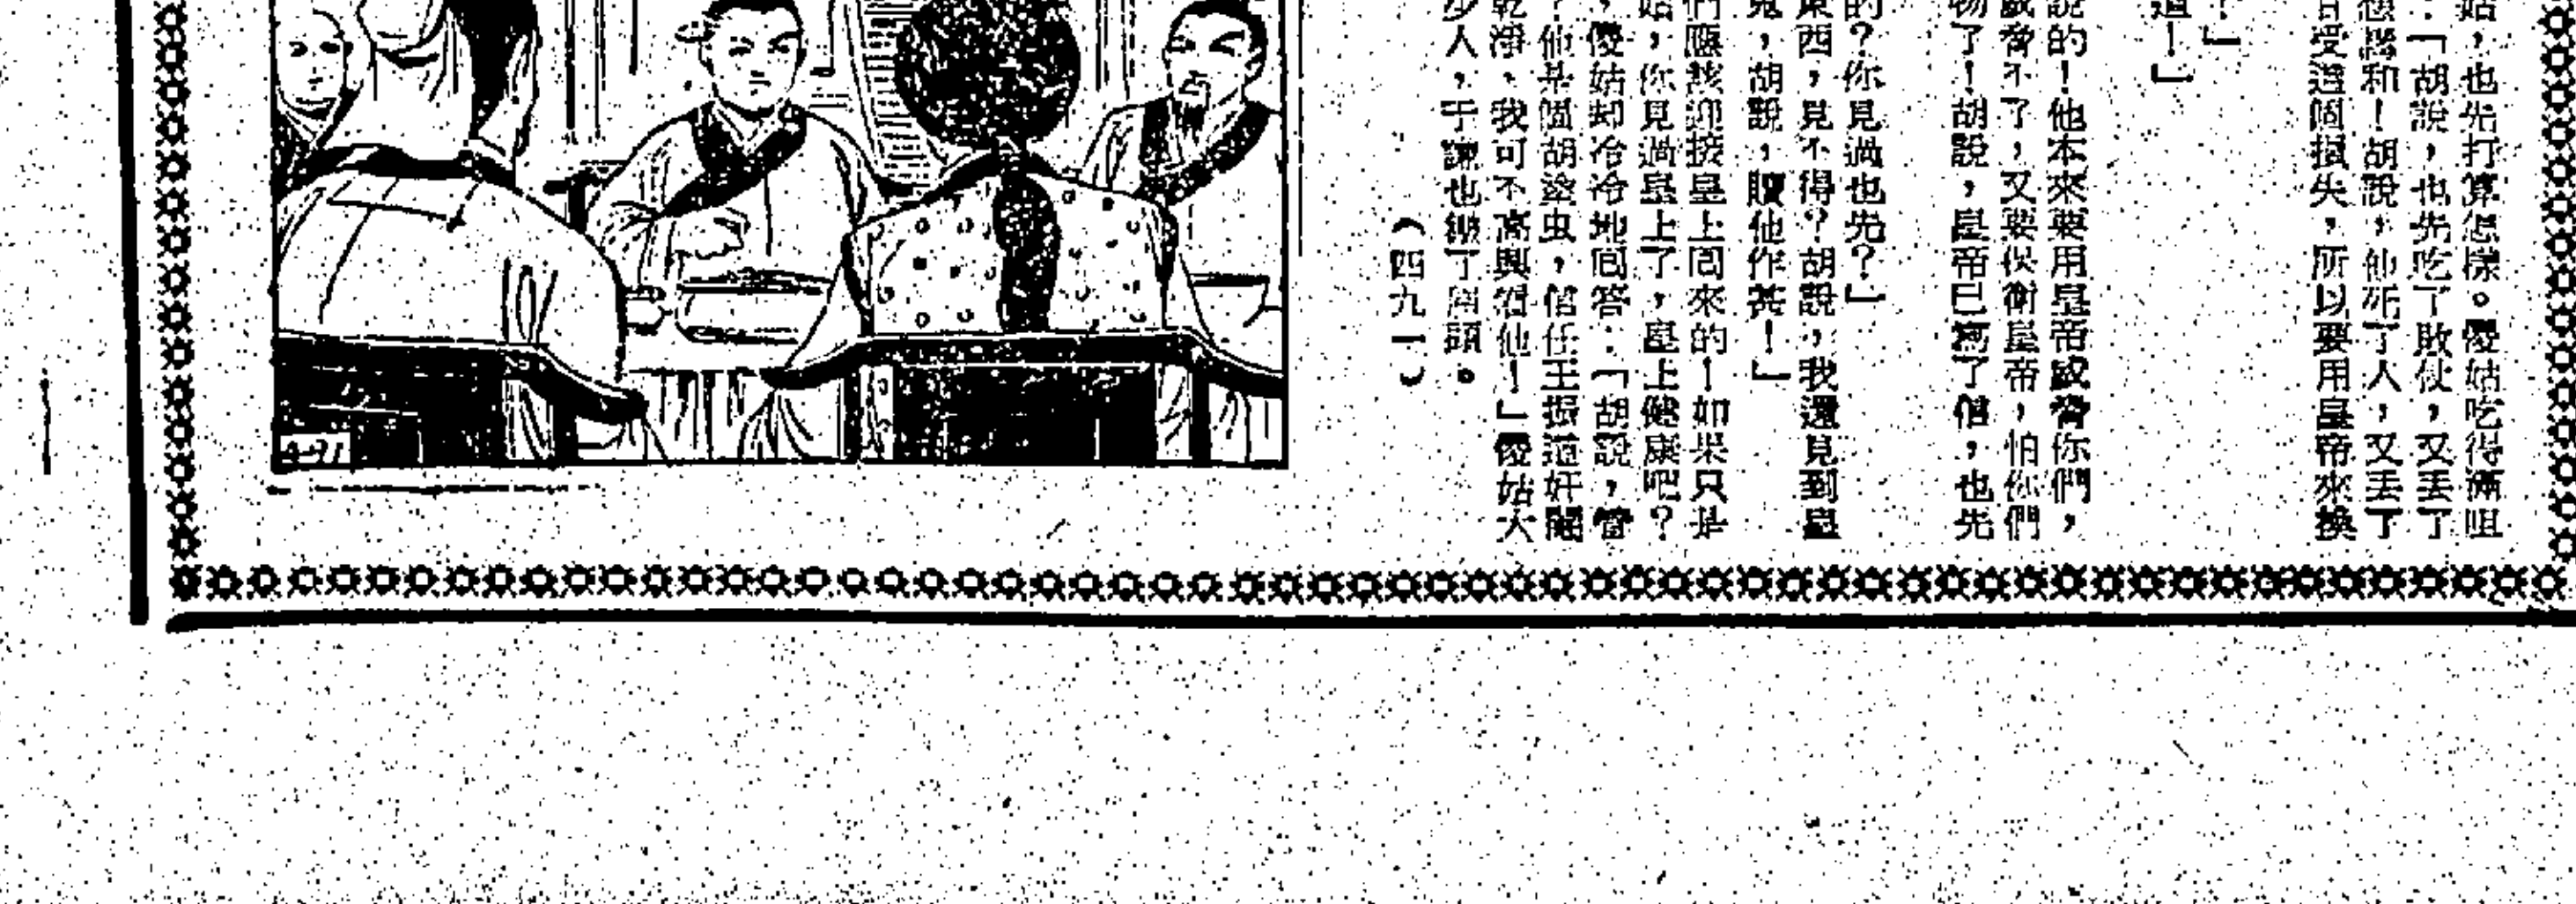 姑，也先打算怎樣。傻姑吃得滿咀
：「胡說，也先吃了敗仗，又丟了
想講和！胡說，他死了人，又丟了
甘受這個損失，所以要用皇帝來換
？」
道！」
說的！他本來要用皇帝威脅你們，
威脅不了，又要保衛皇帝，怕你們
物了！胡說，皇帝已寫了信，也先
的？你見過也先？」
東西，見不得？胡說，我還見到皇
鬼，胡說，贖他作甚！」
們應該迎接皇上回來的！如果只是
姑，你見過皇上了，皇上健康吧？
，傻姑却冷冷地回答：「胡說，當
？他是個胡塗虫，信任王振這奸閹
乾淨，我可不高興溜他！」傻姑大
少人，于謙也皺了眉頭。
（四九一）